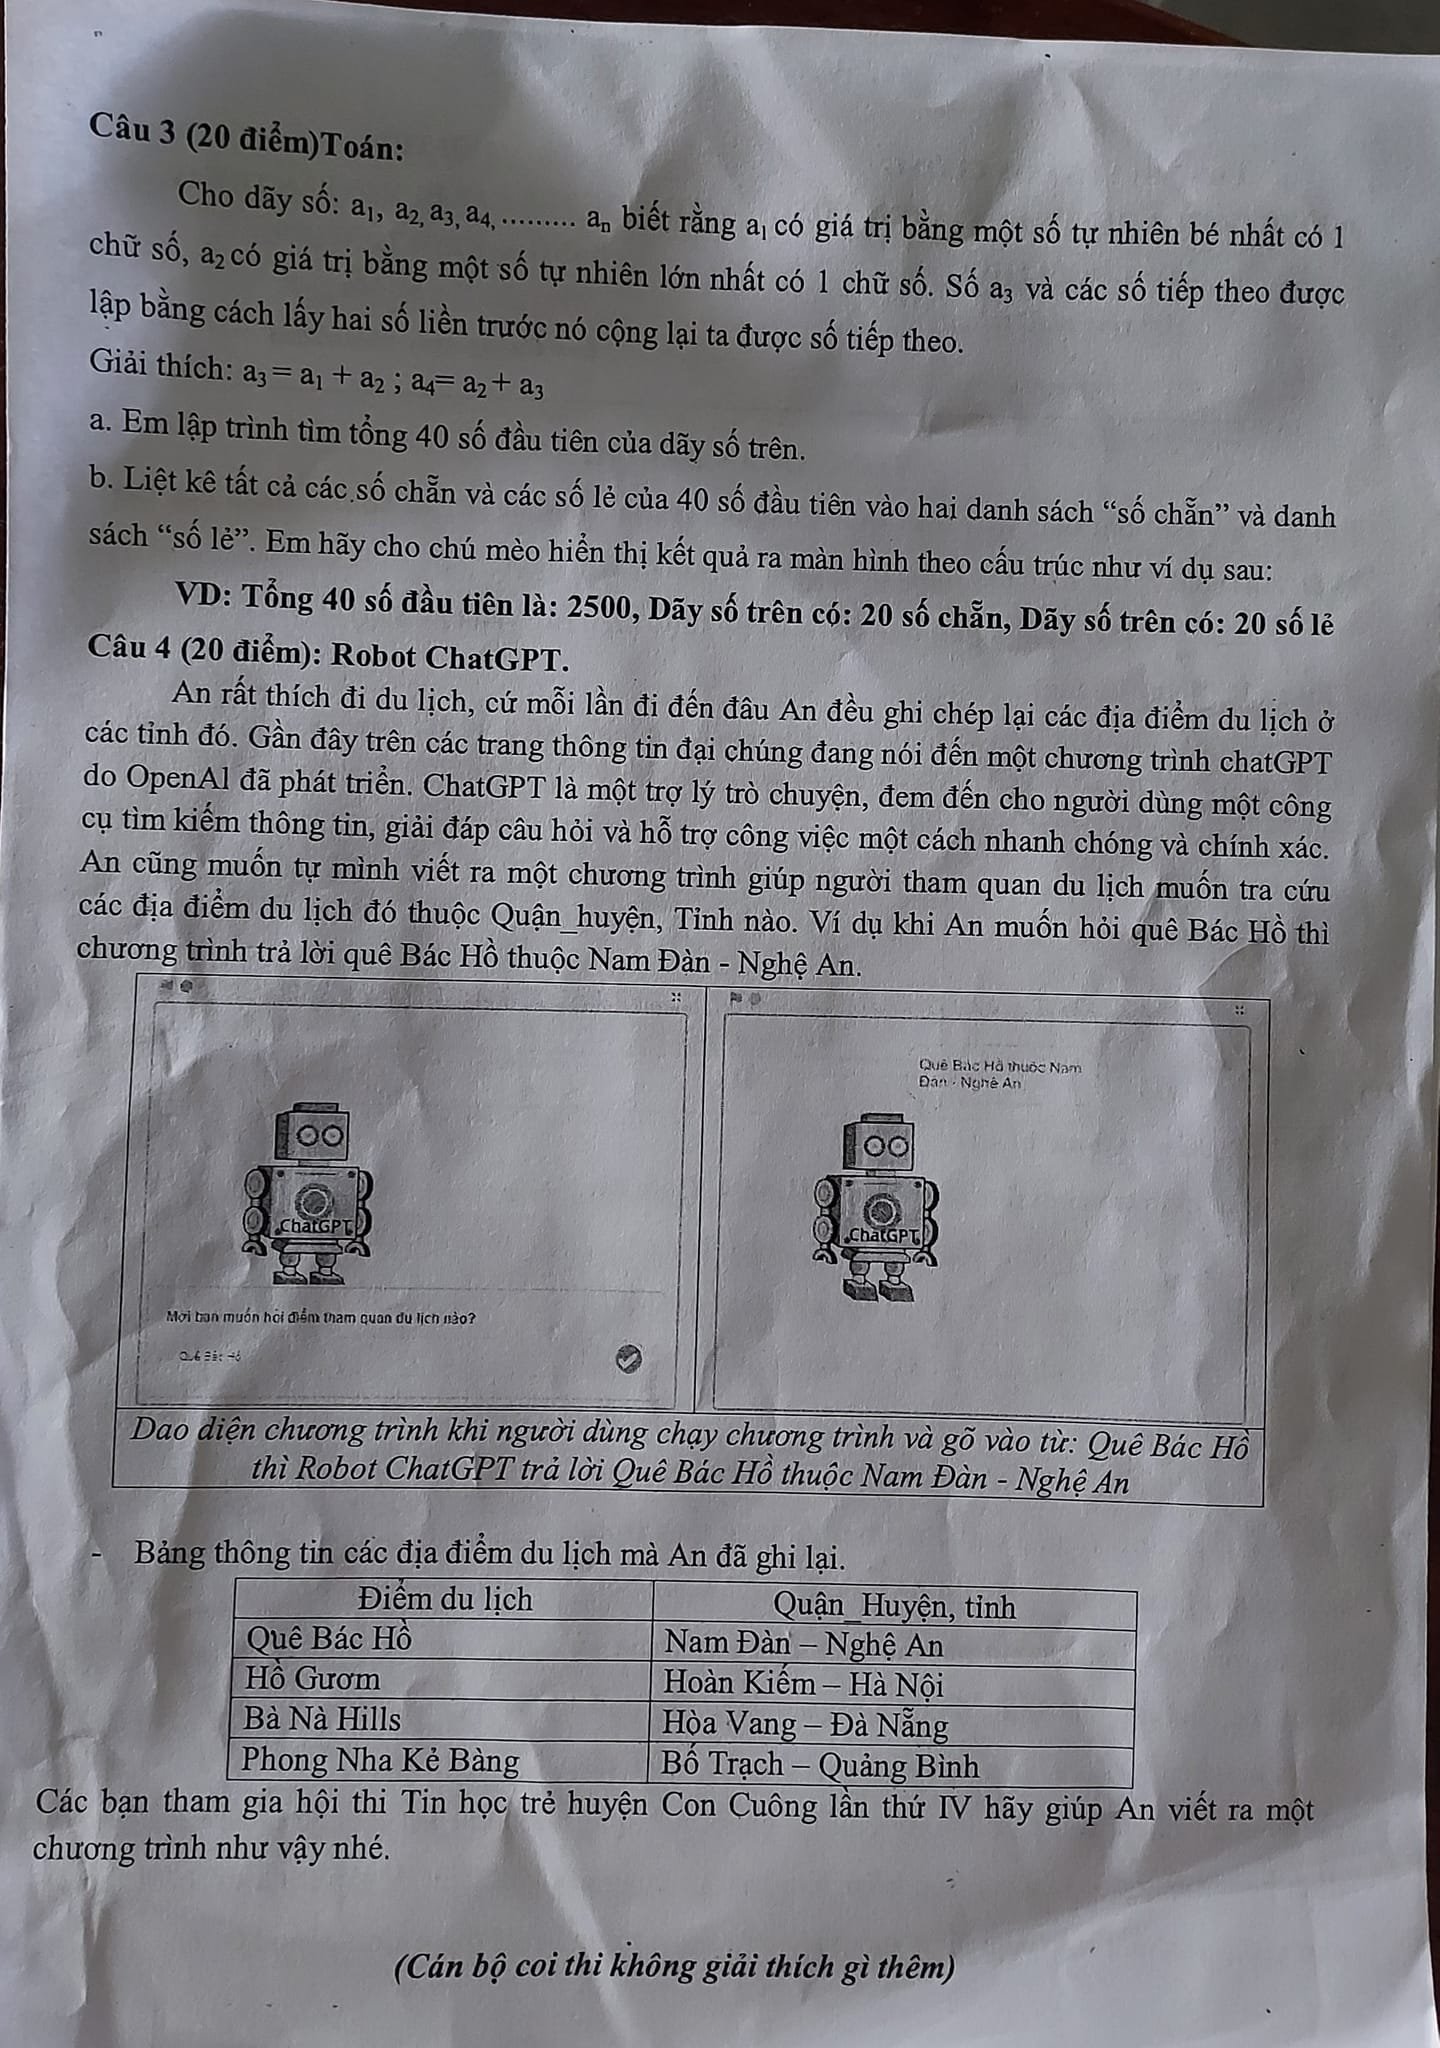 Câu 3 (20 điểm)Toán:
Cho dãy số: a₁, a₂, a₃, a₄, ......... aₙ biết rằng a₁ có giá trị bằng một số tự nhiên bé nhất có 1
chữ số, a₂ có giá trị bằng một số tự nhiên lớn nhất có 1 chữ số. Số a₃ và các số tiếp theo được
lập bằng cách lấy hai số liền trước nó cộng lại ta được số tiếp theo.
Giải thích: a₃ = a₁ + a₂ ; a₄= a₂ + a₃
a. Em lập trình tìm tổng 40 số đầu tiên của dãy số trên.
b. Liệt kê tất cả các số chẵn và các số lẻ của 40 số đầu tiên vào hai danh sách “số chẵn” và danh
sách “số lẻ”. Em hãy cho chú mèo hiển thị kết quả ra màn hình theo cấu trúc như ví dụ sau:
VD: Tổng 40 số đầu tiên là: 2500, Dãy số trên có: 20 số chẵn, Dãy số trên có: 20 số lẻ
Câu 4 (20 điểm): Robot ChatGPT.
An rất thích đi du lịch, cứ mỗi lần đi đến đâu An đều ghi chép lại các địa điểm du lịch ở
các tỉnh đó. Gần đây trên các trang thông tin đại chúng đang nói đến một chương trình chatGPT
do OpenAl đã phát triển. ChatGPT là một trợ lý trò chuyện, đem đến cho người dùng một công
cụ tìm kiếm thông tin, giải đáp câu hỏi và hỗ trợ công việc một cách nhanh chóng và chính xác.
An cũng muốn tự mình viết ra một chương trình giúp người tham quan du lịch muốn tra cứu
các địa điểm du lịch đó thuộc Quận_huyện, Tỉnh nào. Ví dụ khi An muốn hỏi quê Bác Hồ thì
chương trình trả lời quê Bác Hồ thuộc Nam Đàn - Nghệ An.
Quê Bác Hồ thuộc Nam
Đàn - Nghệ An
ChatGPT
ChatGPT
Mời bạn muốn hỏi điểm tham quan du lịch nào?
Quê Bác Hồ
Dao diện chương trình khi người dùng chạy chương trình và gõ vào từ: Quê Bác Hồ
thì Robot ChatGPT trả lời Quê Bác Hồ thuộc Nam Đàn - Nghệ An
- Bảng thông tin các địa điểm du lịch mà An đã ghi lại.
Điểm du lịch Quận_Huyện, tỉnh
Quê Bác Hồ Nam Đàn – Nghệ An
Hồ Gươm Hoàn Kiếm – Hà Nội
Bà Nà Hills Hòa Vang – Đà Nẵng
Phong Nha Kẻ Bàng Bố Trạch – Quảng Bình
Các bạn tham gia hội thi Tin học trẻ huyện Con Cuông lần thứ IV hãy giúp An viết ra một
chương trình như vậy nhé.
(Cán bộ coi thi không giải thích gì thêm)